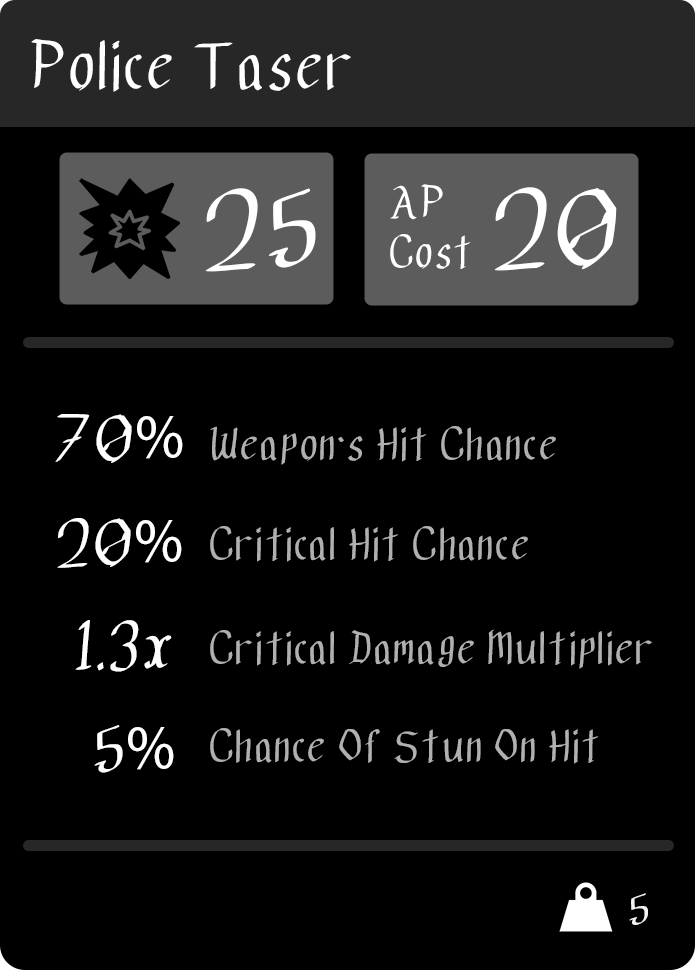 Police Taser
25
AP
Cost
20
70% Weapon's Hit Chance
20% Critical Hit Chance
1.3x Critical Damage Multiplier
5% Chance Of Stun On Hit
5